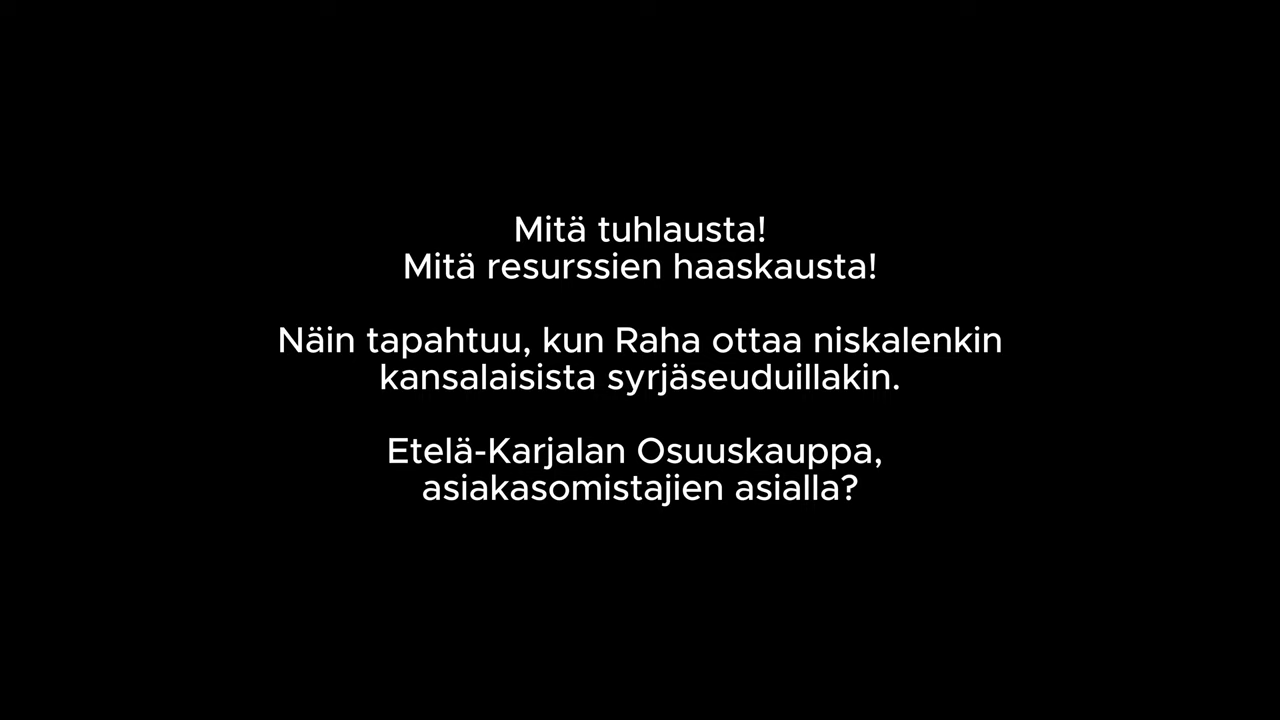 Mitä tuhlausta!
Mitä resurssien haaskausta!
Näin tapahtuu, kun Raha ottaa niskalenkin
kansalaisista syrjäseuduillakin.
Etelä-Karjalan Osuuskauppa,
asiakasomistajien asialla?